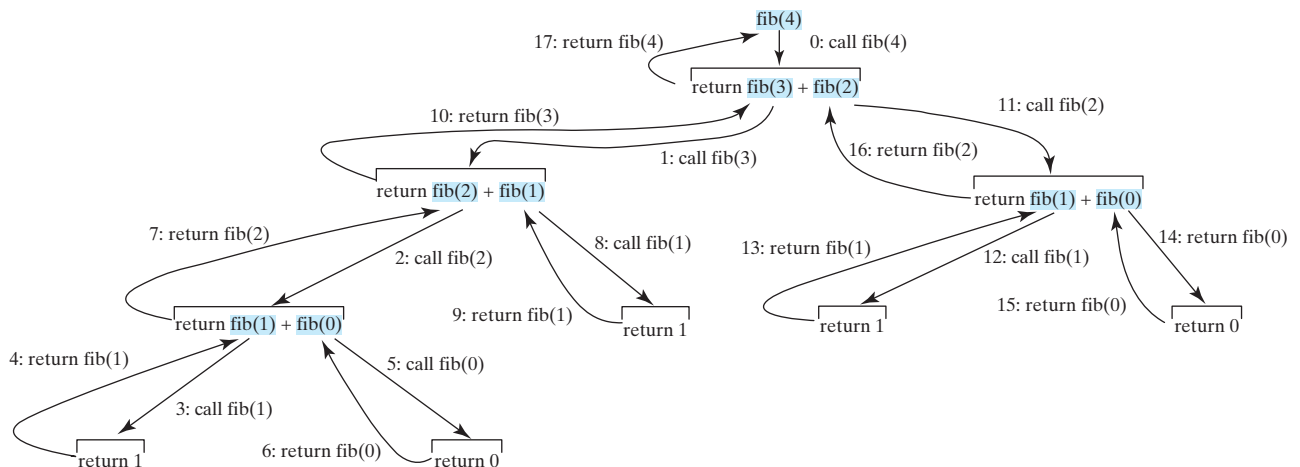 fib(4)
17: return fib(4)
0: call fib(4)
return fib(3) + fib(2)
10: return fib(3)
11: call fib(2)
1: call fib(3)
16: return fib(2)
return fib(2) + fib(1)
return fib(1) + fib(0)
7: return fib(2)
8: call fib(1)
13: return fib(1)
14: return fib(0)
2: call fib(2)
12: call fib(1)
9: return fib(1)
15: return fib(0)
return fib(1) + fib(0)
return 1
return 1
return 0
4: return fib(1)
5: call fib(0)
3: call fib(1)
6: return fib(0)
return 1
return 0